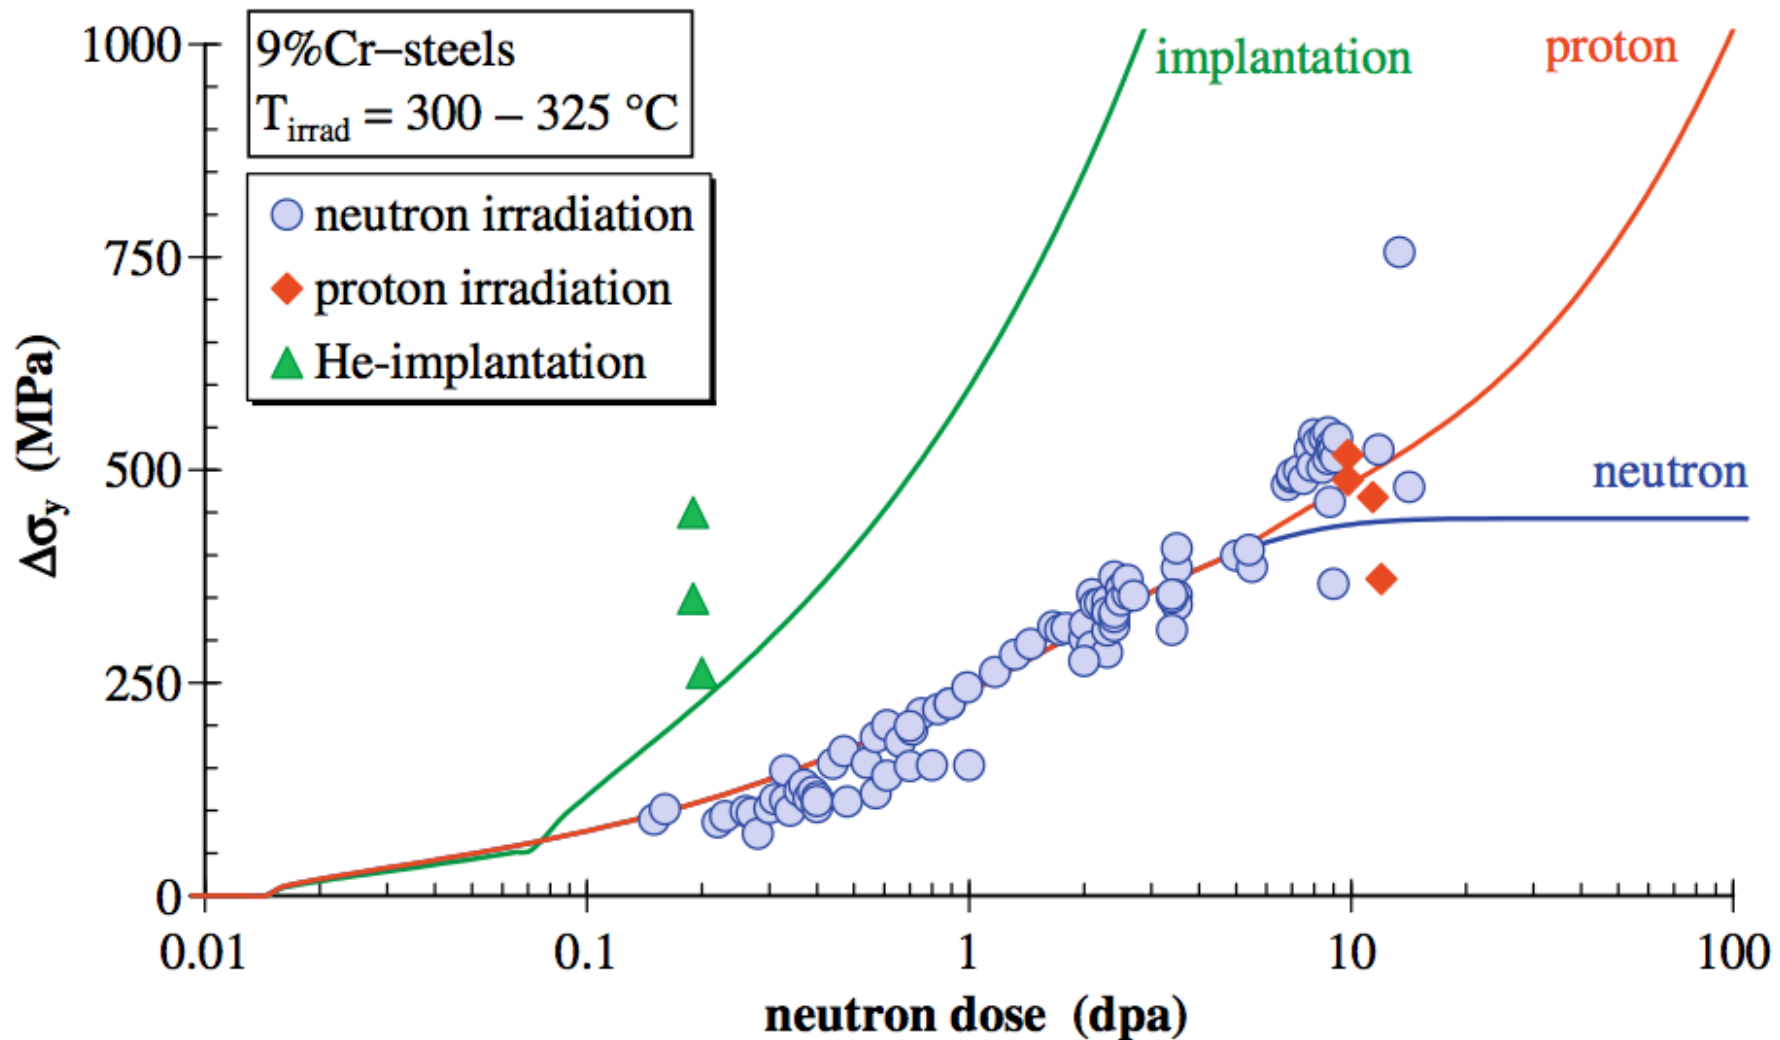 9%Cr–steels
T_irrad = 300 – 325 °C
neutron irradiation
proton irradiation
He-implantation
implantation
proton
neutron
Δσ_y (MPa)
1000
750
500
250
0
0.01
0.1
1
10
100
neutron dose (dpa)